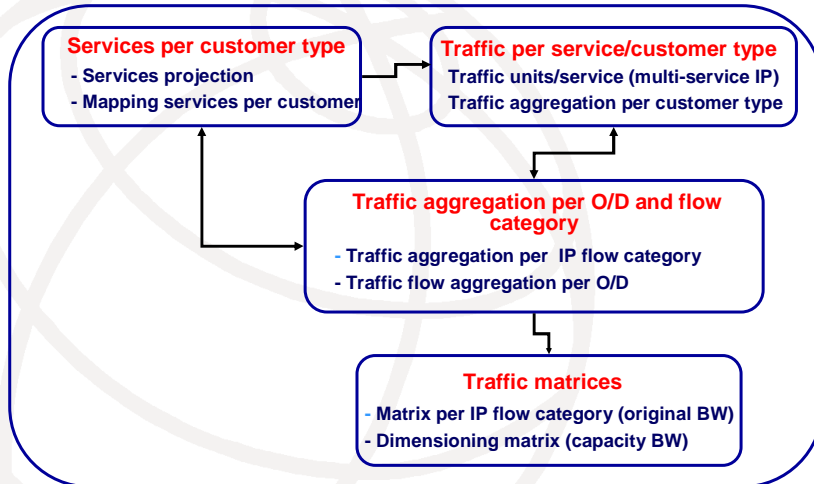 Services per customer type
- Services projection
- Mapping services per customer
Traffic per service/customer type
Traffic units/service (multi-service IP)
Traffic aggregation per customer type
Traffic aggregation per O/D and flow
category
- Traffic aggregation per IP flow category
- Traffic flow aggregation per O/D
Traffic matrices
- Matrix per IP flow category (original BW)
- Dimensioning matrix (capacity BW)